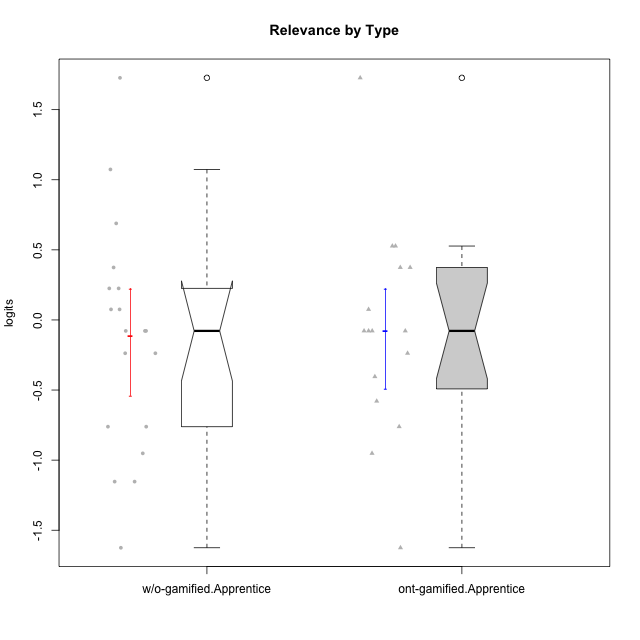 Relevance by Type
logits
1.5
1.0
0.5
0.0
-0.5
-1.0
-1.5
w/o-gamified.Apprentice
ont-gamified.Apprentice